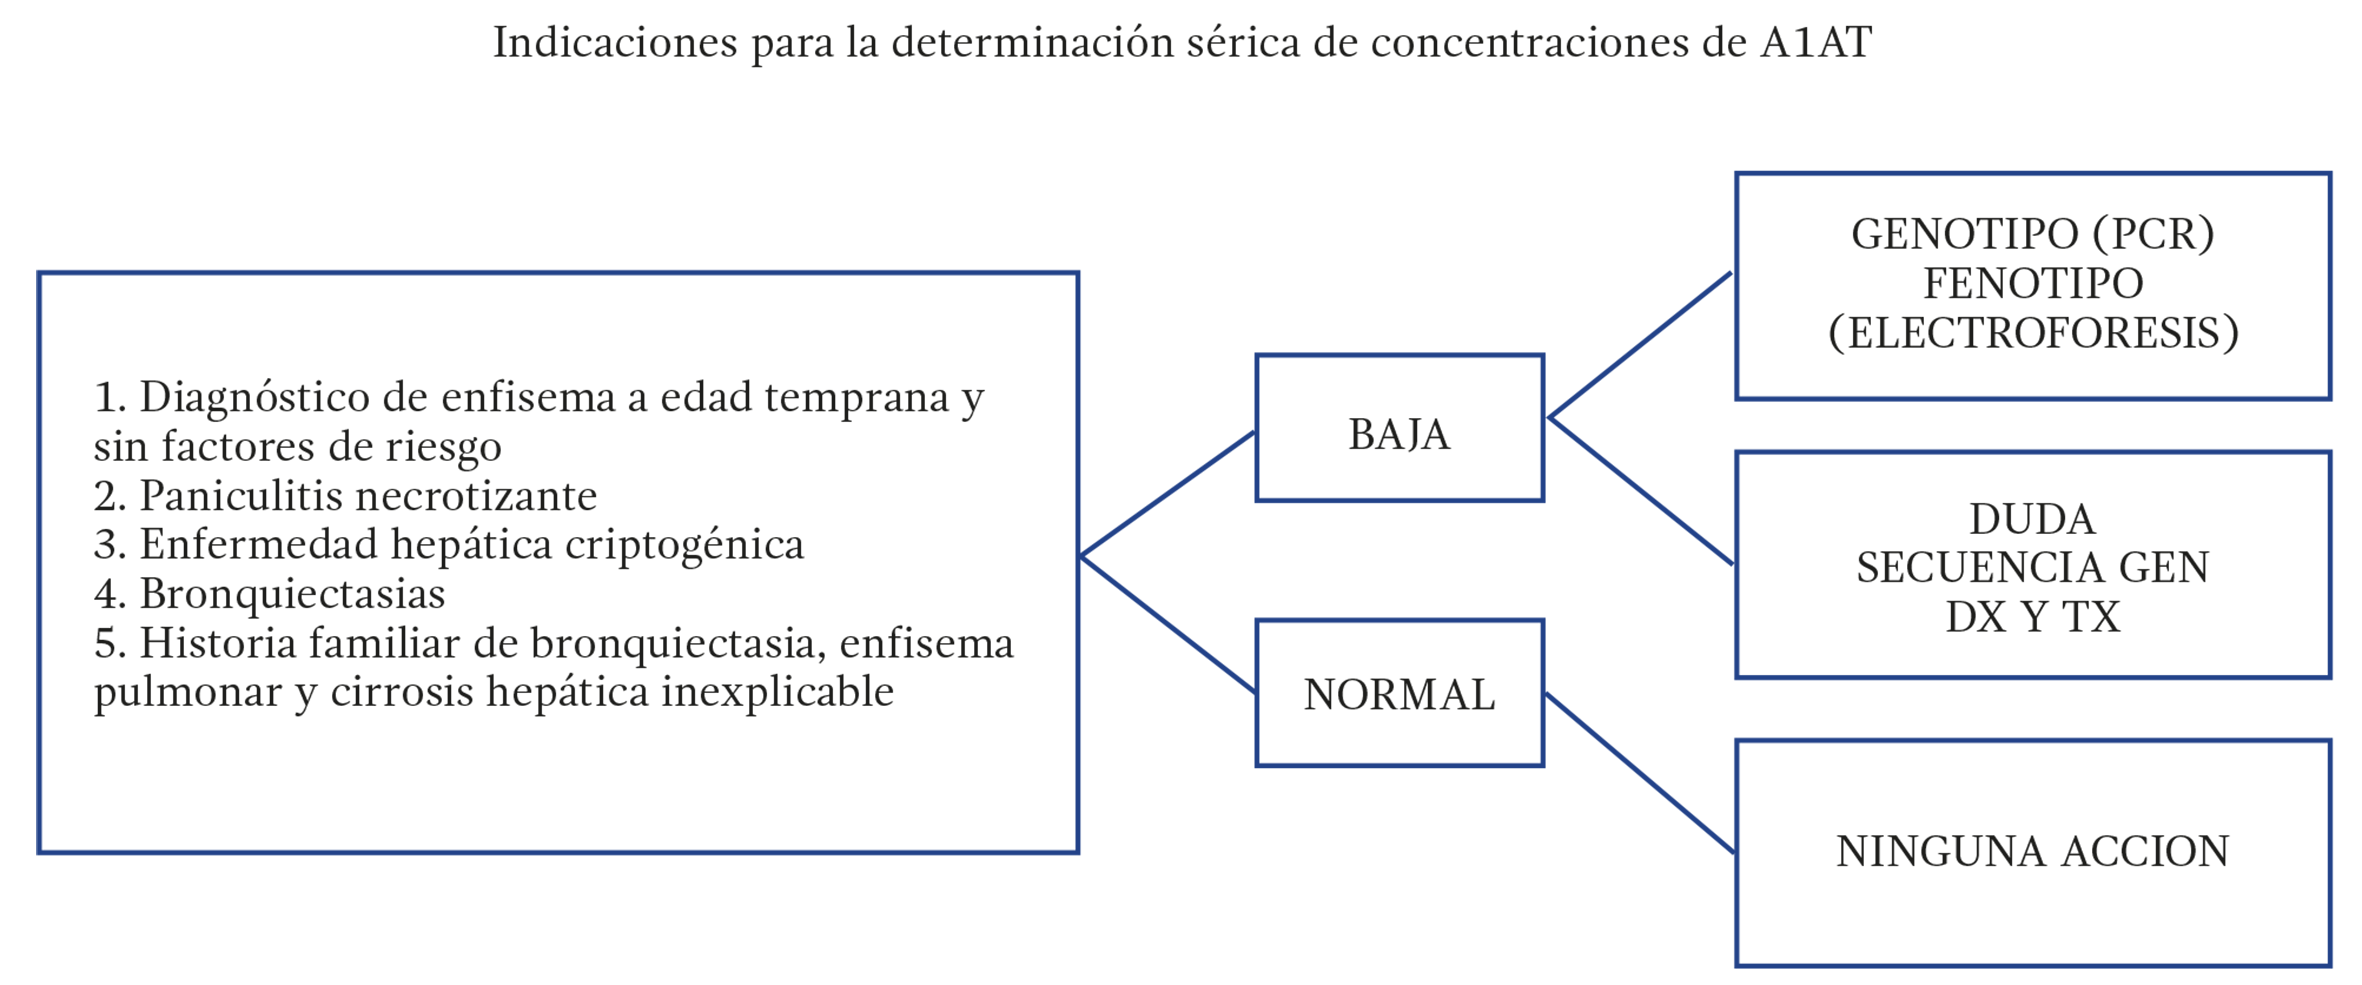 Indicaciones para la determinación sérica de concentraciones de A1AT
1. Diagnóstico de enfisema a edad temprana y
sin factores de riesgo
2. Paniculitis necrotizante
3. Enfermedad hepática criptogénica
4. Bronquiectasias
5. Historia familiar de bronquiectasia, enfisema
pulmonar y cirrosis hepática inexplicable
BAJA
NORMAL
GENOTIPO (PCR)
FENOTIPO
(ELECTROFORESIS)
DUDA
SECUENCIA GEN
DX Y TX
NINGUNA ACCION